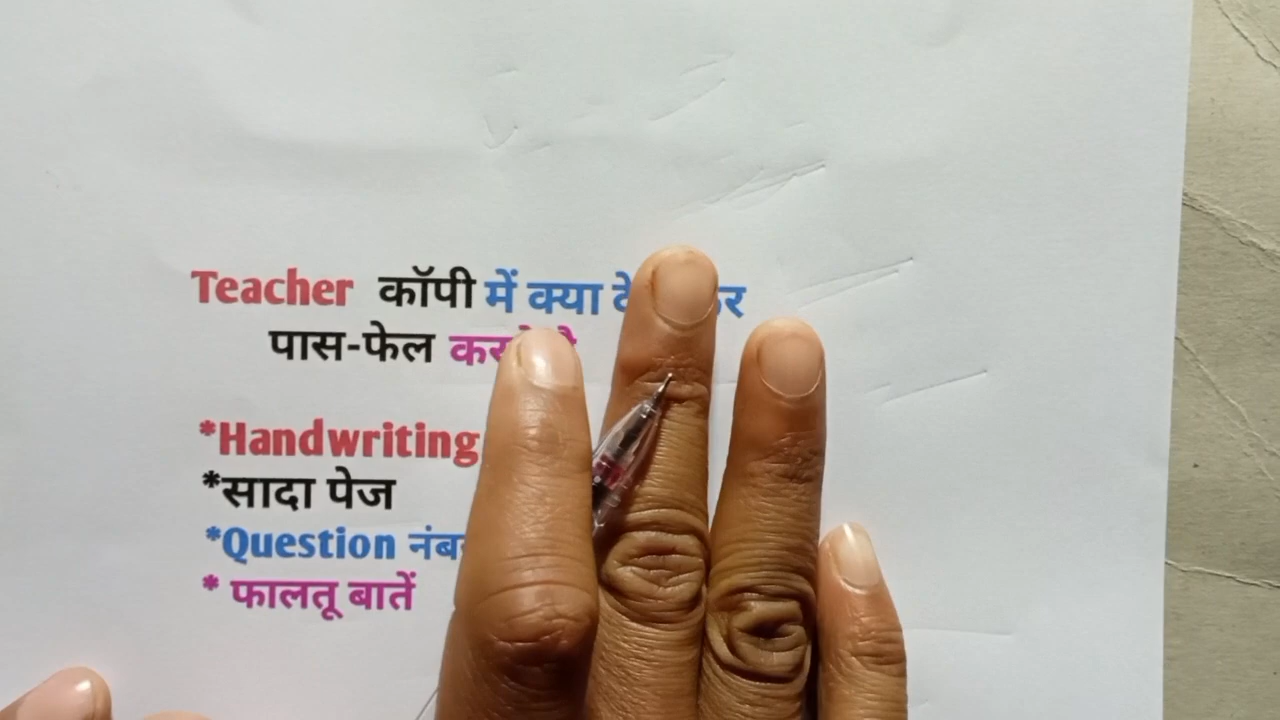 Teacher कॉपी में क्या
पास-फेल
*Handwriting
*सादा पेज
*Question
* फालतू बातें